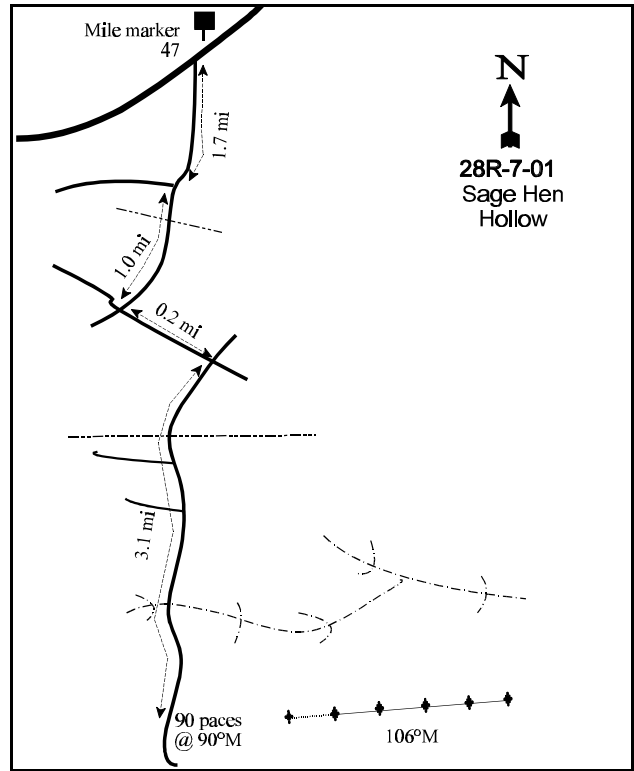 Mile marker
47
N
28R-7-01
Sage Hen
Hollow
1.7 mi
1.0 mi
0.2 mi
3.1 mi
90 paces
@ 90°M
106°M